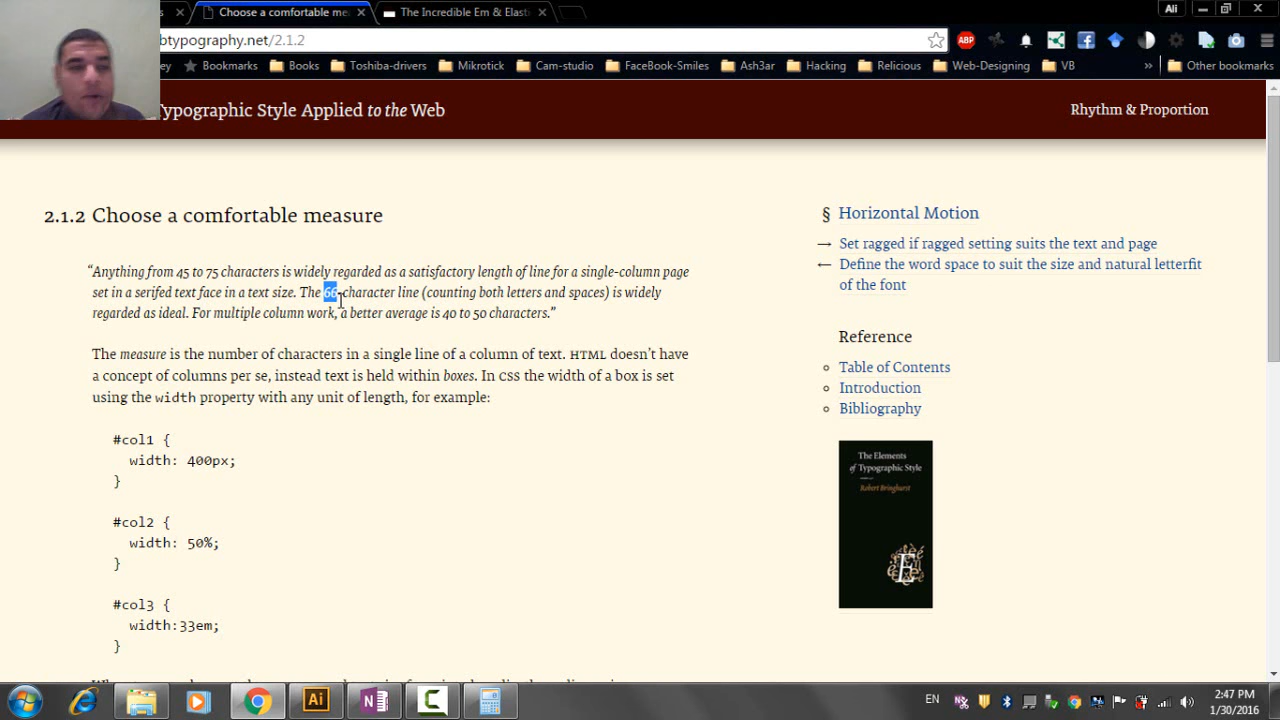 Choose a comfortable me
The Incredible Em & Elast
Ali
btypography.net/2.1.2
ABP
Bookmarks
Books
Toshiba-drivers
Mikrotick
Cam-studio
FaceBook-Smiles
Ash3ar
Hacking
Relicious
Web-Designing
VB
»
Other bookmarks
Typographic Style Applied to the Web
Rhythm & Proportion
2.1.2 Choose a comfortable measure
“Anything from 45 to 75 characters is widely regarded as a satisfactory length of line for a single-column page
set in a serifed text face in a text size. The 66-character line (counting both letters and spaces) is widely
regarded as ideal. For multiple column work, a better average is 40 to 50 characters.”
The measure is the number of characters in a single line of a column of text. HTML doesn’t have
a concept of columns per se, instead text is held within boxes. In CSS the width of a box is set
using the width property with any unit of length, for example:
#col1 {
width: 400px;
}
#col2 {
width: 50%;
}
#col3 {
width:33em;
}
§ Horizontal Motion
→ Set ragged if ragged setting suits the text and page
← Define the word space to suit the size and natural letterfit
of the font
Reference
Table of Contents
Introduction
Bibliography
The Elements
of Typographic Style
Robert Bringhurst
E
Ai
N
C
EN
2:47 PM
1/30/2016